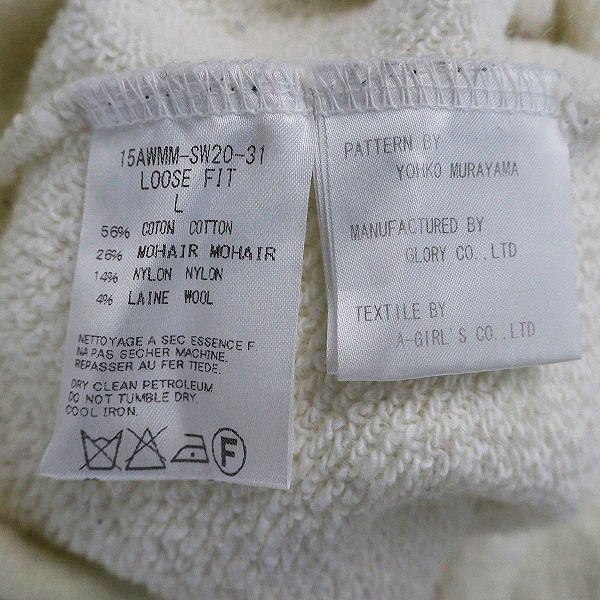 15AWMM-SW20-31
LOOSE FIT
L
56% COTON COTTON
26% MOHAIR MOHAIR
14% NYLON NYLON
4% LAINE WOOL
NETTOYAGE A SEC ESSENCE F.
NA PAS SECHER MACHINE.
REPASSER AU FER TIEDE.
DRY CLEAN PETROLEUM
DO NOT TUMBLE DRY.
COOL IRON.
F
PATTERN BY
YOHKO MURAYAMA
MANUFACTURED BY
GLORY CO.,LTD
TEXTILE BY
A-GIRL'S CO.,LTD